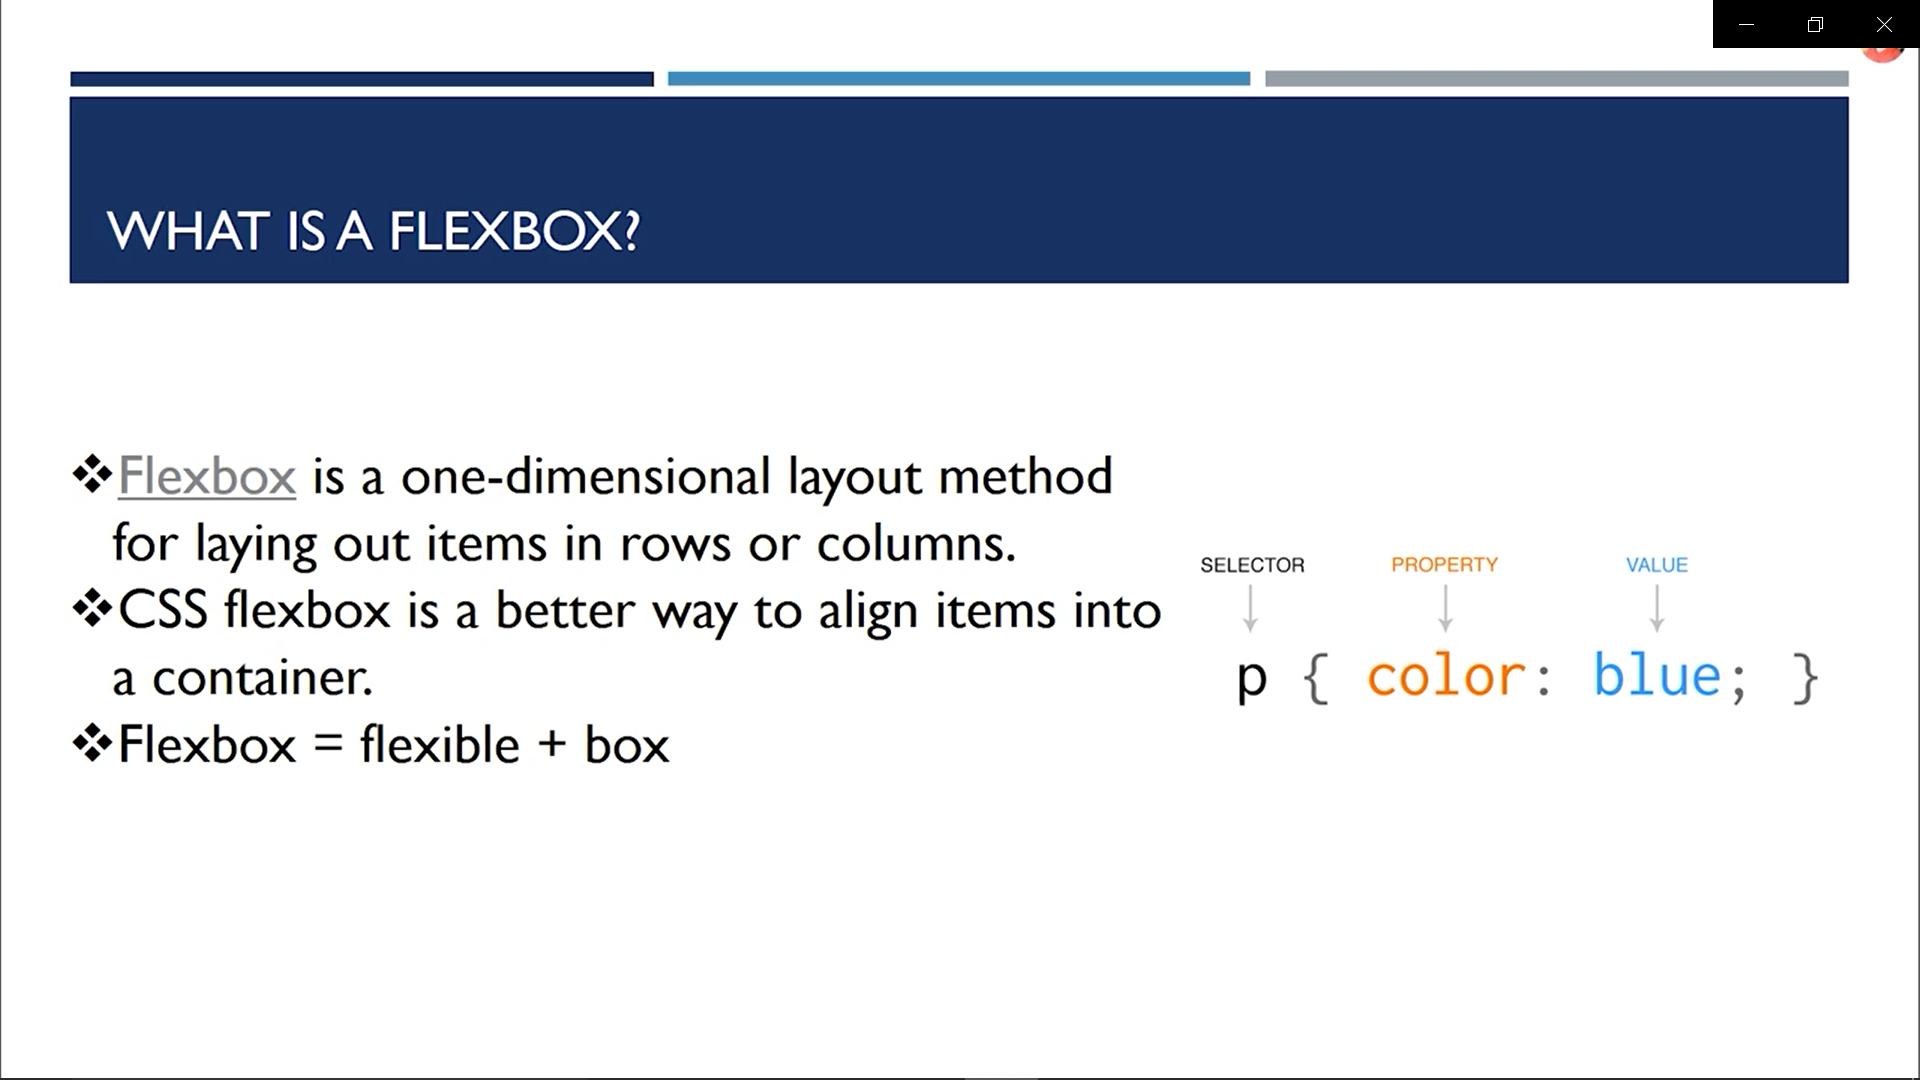 WHAT IS A FLEXBOX?
❖Flexbox is a one-dimensional layout method
for laying out items in rows or columns.
❖CSS flexbox is a better way to align items into
a container.
❖Flexbox = flexible + box
SELECTOR PROPERTY VALUE
p { color: blue; }